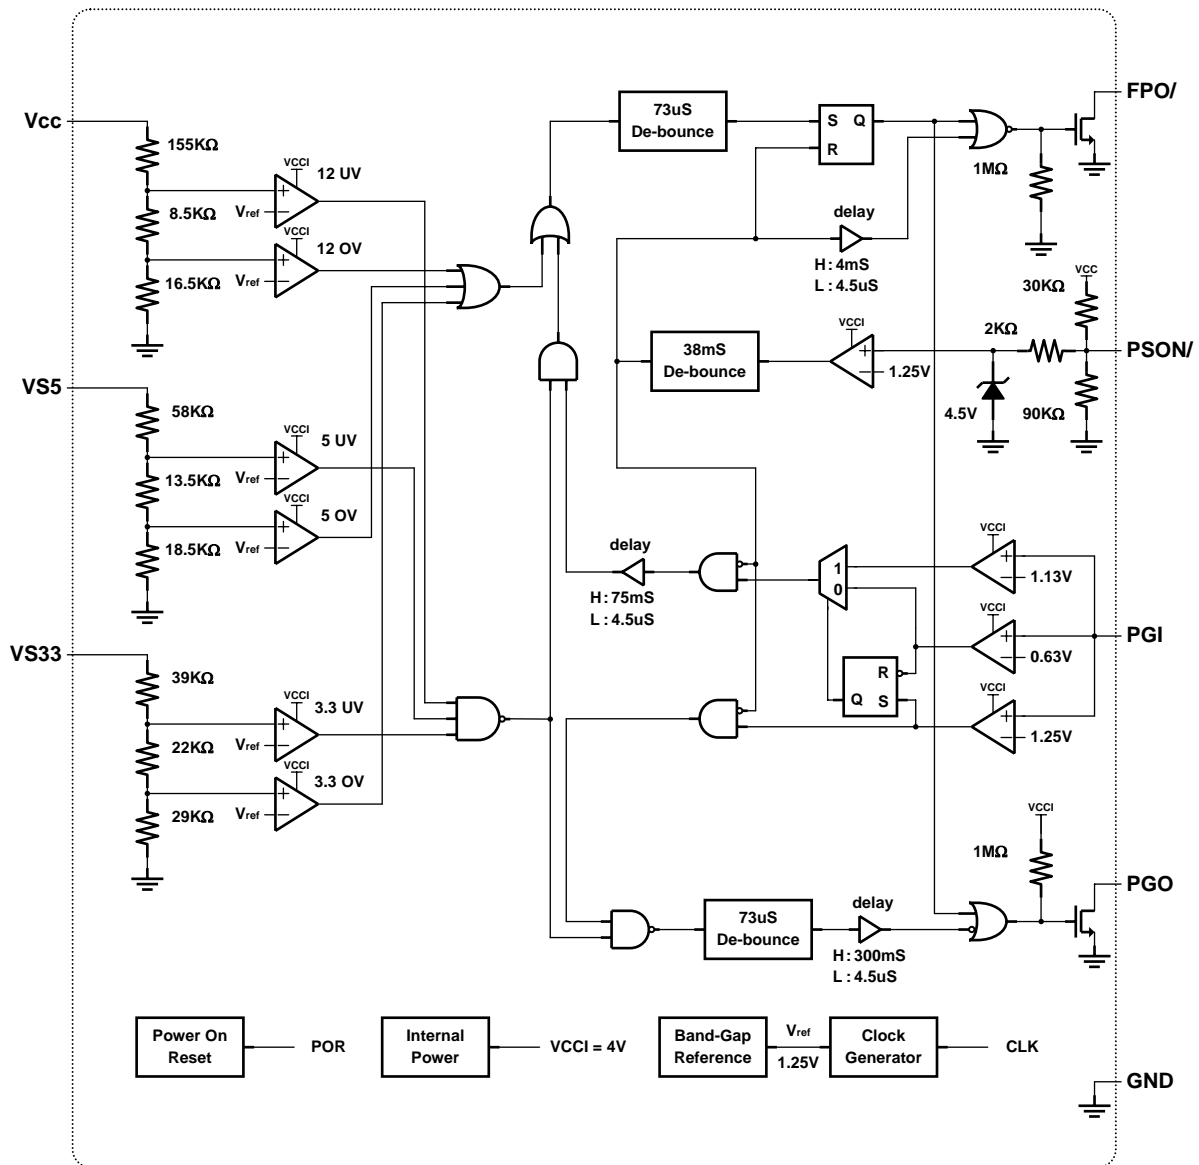 FPO/
73uS
De-bounce
S Q
R
Vcc
155KΩ
VCCI
12 UV
Vref
8.5KΩ
VCCI
12 OV
Vref
16.5KΩ
1MΩ
delay
H : 4mS
L : 4.5uS
VCC
30KΩ
2KΩ
PSON/
VCCI
1.25V
38mS
De-bounce
4.5V
90KΩ
VS5
58KΩ
VCCI
5 UV
Vref
13.5KΩ
VCCI
5 OV
Vref
18.5KΩ
delay
H : 75mS
L : 4.5uS
1
0
VCCI
1.13V
VCCI
0.63V
PGI
R
Q S
VCCI
1.25V
VS33
39KΩ
VCCI
3.3 UV
Vref
22KΩ
VCCI
3.3 OV
Vref
29KΩ
VCCI
1MΩ
PGO
73uS
De-bounce
delay
H : 300mS
L : 4.5uS
Power On
Reset
POR
Internal
Power
VCCI = 4V
Band-Gap
Reference
Vref
1.25V
Clock
Generator
CLK
GND